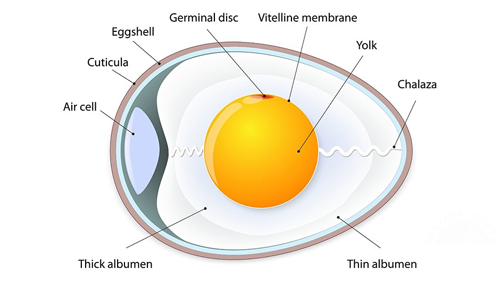 Germinal disc
Vitelline membrane
Eggshell
Yolk
Cuticula
Chalaza
Air cell
Thick albumen
Thin albumen